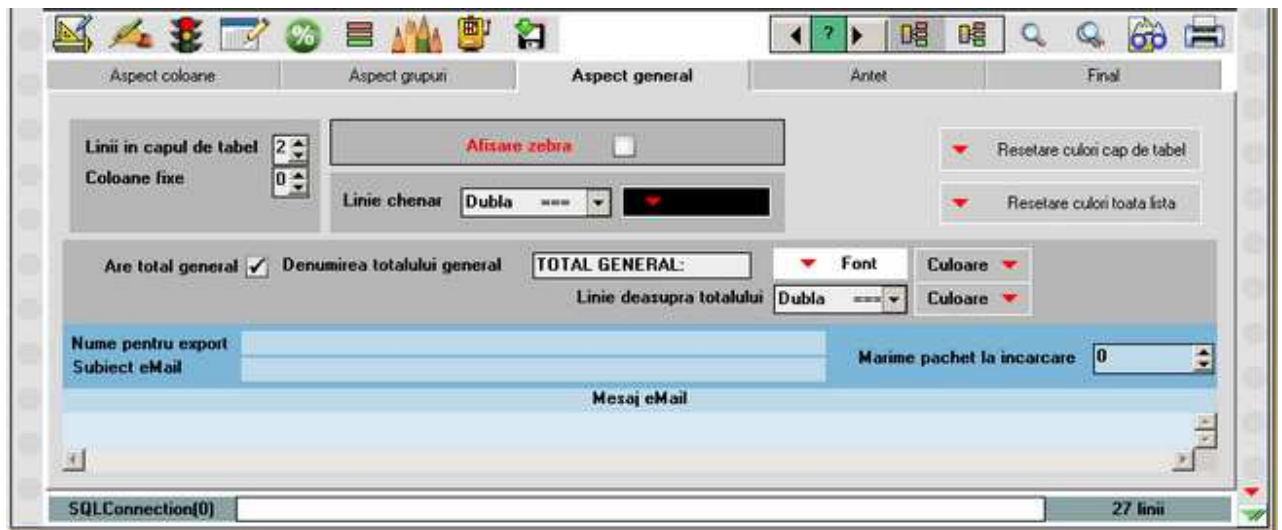 ?
Aspect coloane Aspect grupuri Aspect general Antet Final
Linii in capul de tabel 2
Coloane fixe 0
Afisare zebra
Linie chenar Dubla ===
Resetare culori cap de tabel
Resetare culori toata lista
Are total general Denumirea totalului general TOTAL GENERAL: Font Culoare
Linie deasupra totalului Dubla === Culoare
Nume pentru export
Subiect eMail
Marime pachet la incarcare 0
Mesaj eMail
SQLConnection(0) 27 linii